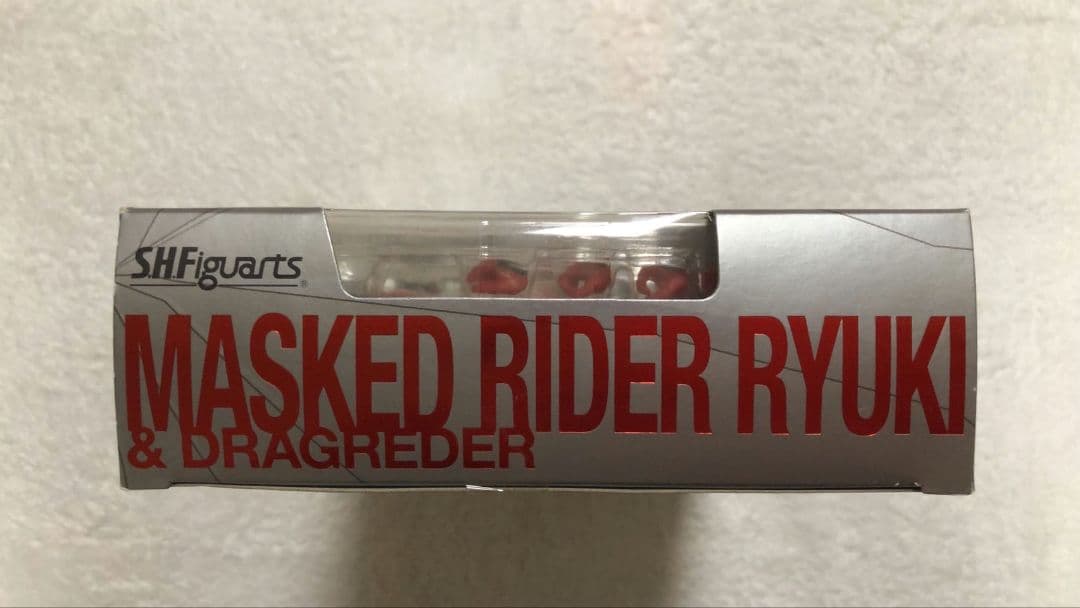 S.H.Figuarts®
MASKED RIDER RYUKI
& DRAGREDER